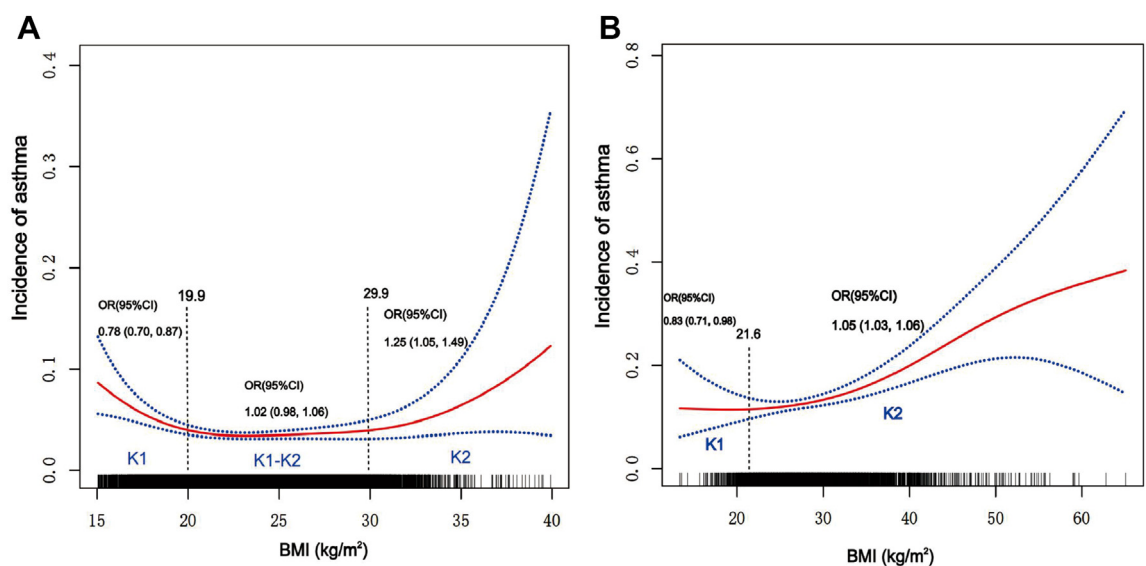 A
Incidence of asthma
0.4
0.3
0.2
0.1
0.0
OR(95%CI)
0.78 (0.70, 0.87)
19.9
OR(95%CI)
1.02 (0.98, 1.06)
29.9
OR(95%CI)
1.25 (1.05, 1.49)
K1
K1-K2
K2
15 20 25 30 35 40
BMI (kg/m²)
B
Incidence of asthma
0.8
0.6
0.4
0.2
0.0
OR(95%CI)
0.83 (0.71, 0.98)
21.6
OR(95%CI)
1.05 (1.03, 1.06)
K1
K2
20 30 40 50 60
BMI (kg/m²)